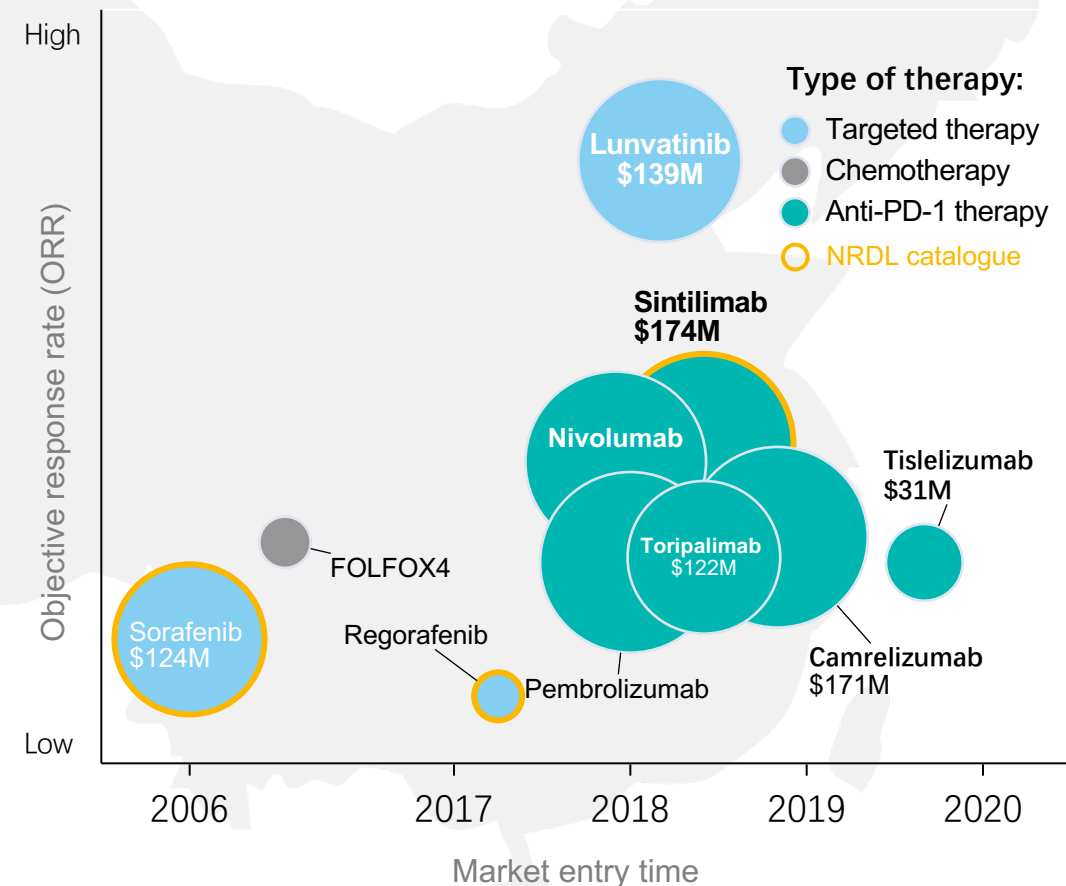 High
Type of therapy:
Targeted therapy
Chemotherapy
Anti-PD-1 therapy
NRDL catalogue
Lunvatinib
$139M
Sintilimab
$174M
Nivolumab
Tislelizumab
$31M
Toripalimab
$122M
FOLFOX4
Sorafenib
$124M
Regorafenib
Pembrolizumab
Camrelizumab
$171M
Objective response rate (ORR)
Low
2006
2017
2018
2019
2020
Market entry time